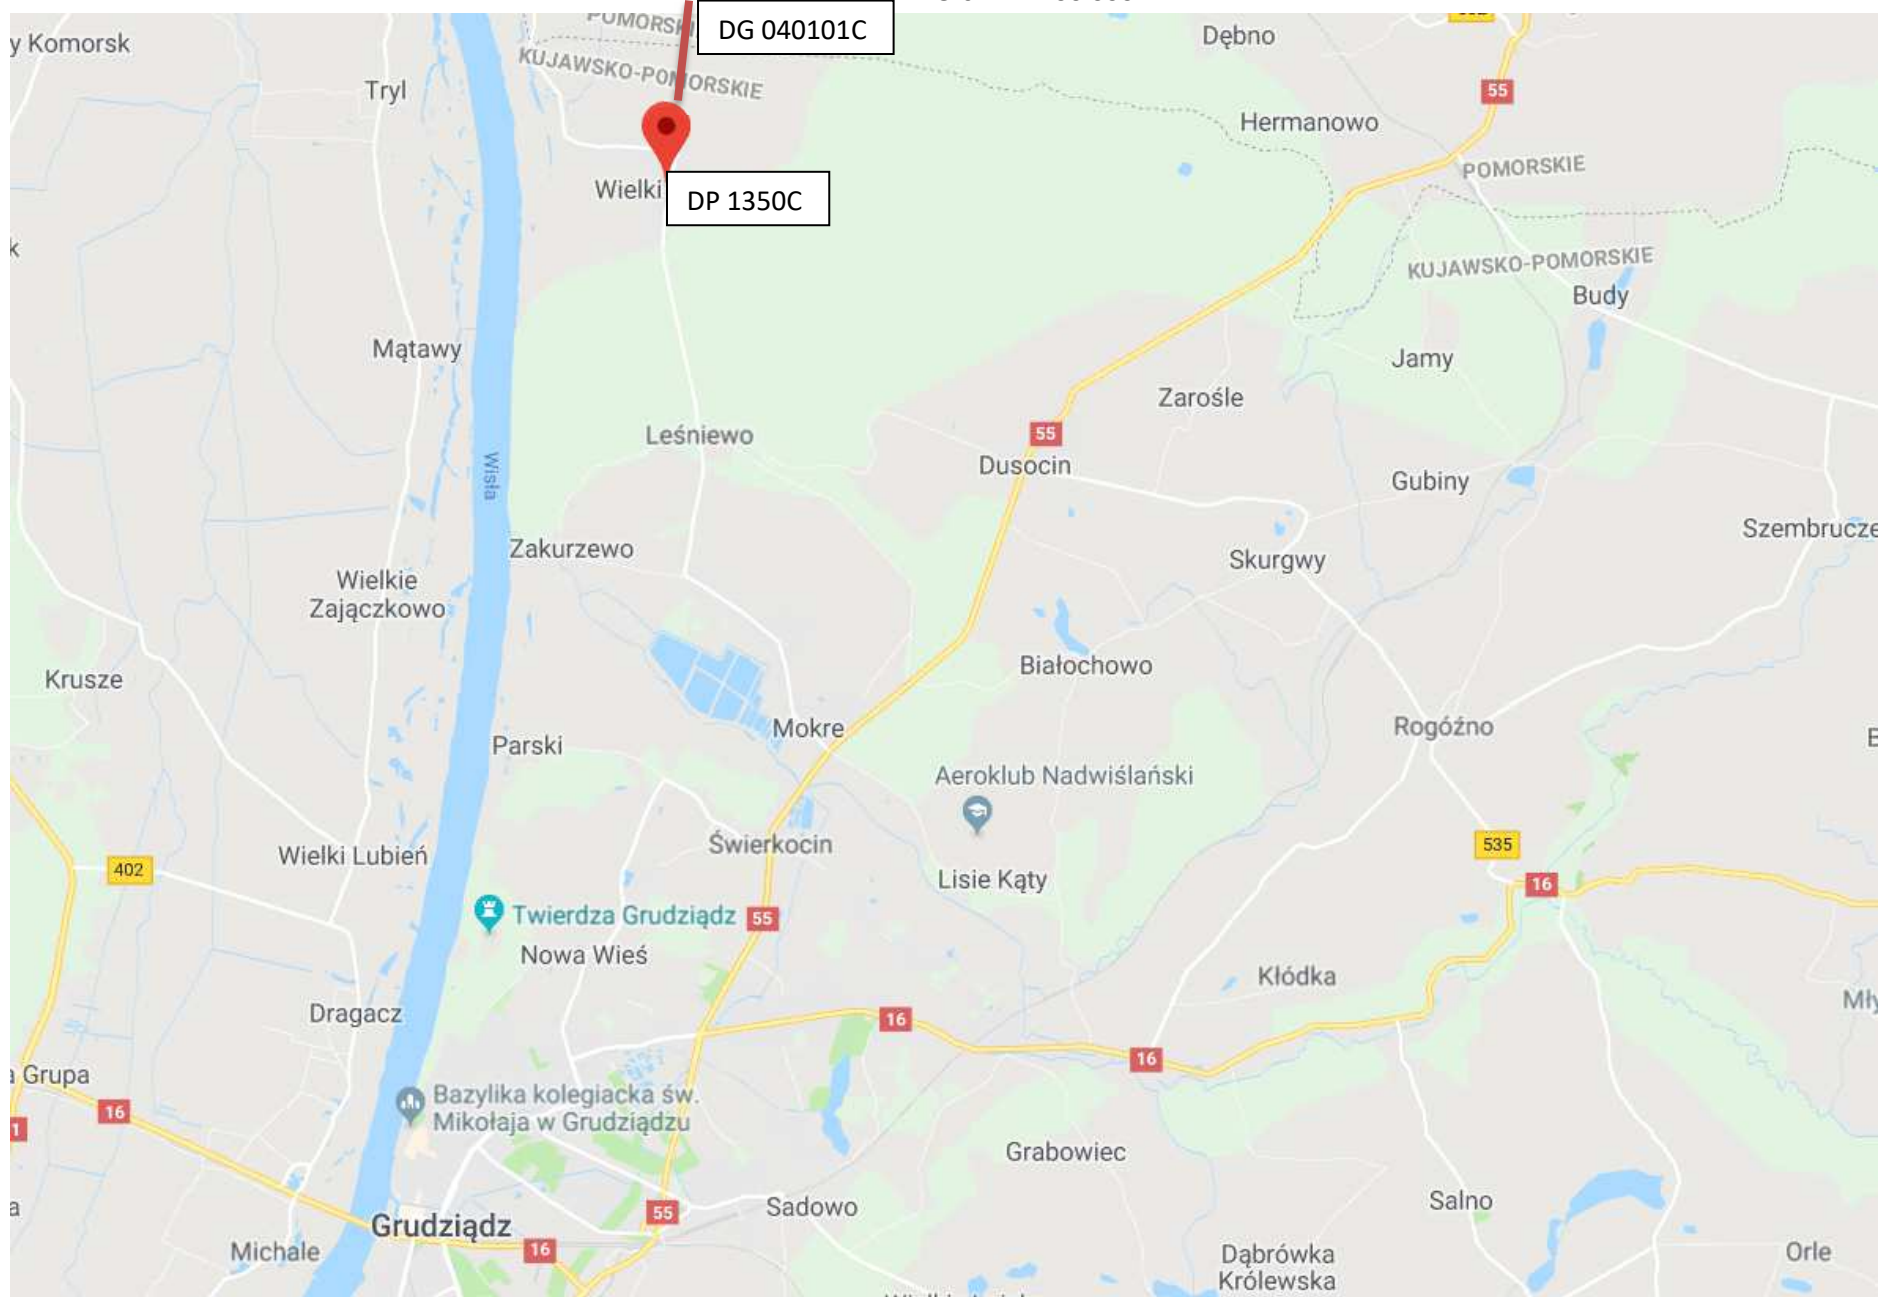 DG 040101C
POMORSKI
y Komorsk
Dębno
KUJAWSKO-POMORSKIE
Tryl
55
Hermanowo
POMORSKIE
Wielki
DP 1350C
k
KUJAWSKO-POMORSKIE
Budy
Mątawy
Jamy
Zarośle
Leśniewo
55
Dusocin
Wisła
Gubiny
Szembrucze
Zakurzewo
Skurgwy
Wielkie
Zajączkowo
Białochowo
Krusze
Mokre
Rogóźno
Parski
Aeroklub Nadwiślański
Świerkocin
535
Wielki Lubień
402
Lisie Kąty
16
Twierdza Grudziądz
55
Nowa Wieś
Kłódka
Dragacz
Mły
16
16
a Grupa
Bazylika kolegiacka św.
Mikołaja w Grudziądzu
16
1
Grabowiec
Salno
Sadowo
a
55
Grudziądz
Michale
16
Dąbrówka
Królewska
Orle